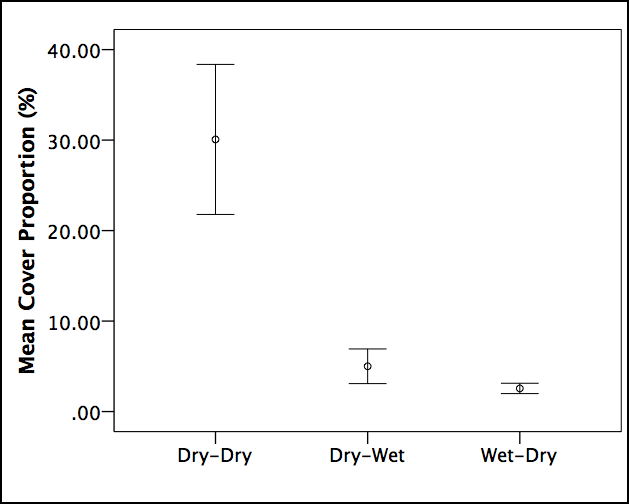 Mean Cover Proportion (%)
40.00
30.00
20.00
10.00
.00
Dry-Dry
Dry-Wet
Wet-Dry